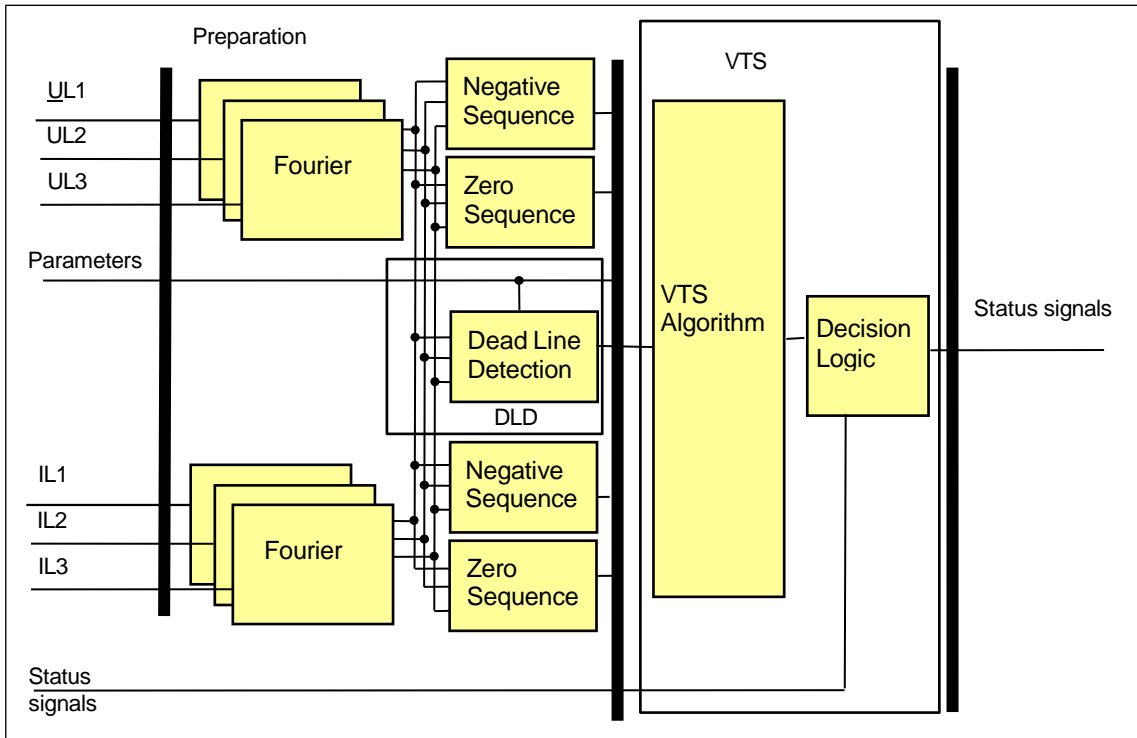 Preparation
VTS
UL1
UL2
UL3
Fourier
Negative
Sequence
Zero
Sequence
Parameters
Dead Line
Detection
DLD
VTS
Algorithm
Decision
Logic
Status signals
IL1
IL2
IL3
Fourier
Negative
Sequence
Zero
Sequence
Status
signals